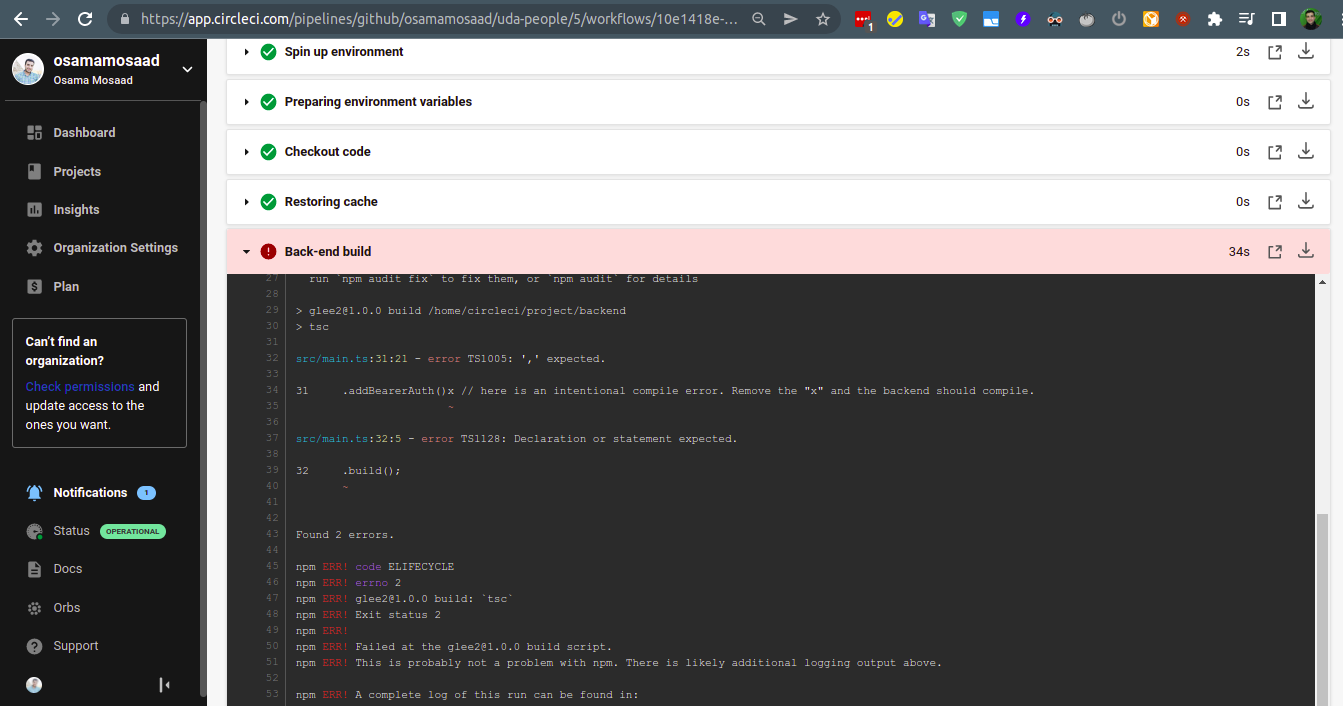 https://app.circleci.com/pipelines/github/osamamosaad/uda-people/5/workflows/10e1418e-...
1
osamamosaad
Osama Mosaad
Dashboard
Projects
Insights
Organization Settings
Plan
Can't find an
organization?
Check permissions and
update access to the
ones you want.
Notifications 1
Status OPERATIONAL
Docs
Orbs
Support
Spin up environment 2s
Preparing environment variables 0s
Checkout code 0s
Restoring cache 0s
Back-end build 34s
27 run `npm audit fix` to fix them, or `npm audit` for details
28
29 > glee2@1.0.0 build /home/circleci/project/backend
30 > tsc
31
32 src/main.ts:31:21 - error TS1005: ',' expected.
33
34 31 .addBearerAuth()x // here is an intentional compile error. Remove the "x" and the backend should compile.
35 ~
36
37 src/main.ts:32:5 - error TS1128: Declaration or statement expected.
38
39 32 .build();
40 ~
41
42
43 Found 2 errors.
44
45 npm ERR! code ELIFECYCLE
46 npm ERR! errno 2
47 npm ERR! glee2@1.0.0 build: `tsc`
48 npm ERR! Exit status 2
49 npm ERR!
50 npm ERR! Failed at the glee2@1.0.0 build script.
51 npm ERR! This is probably not a problem with npm. There is likely additional logging output above.
52
53 npm ERR! A complete log of this run can be found in: